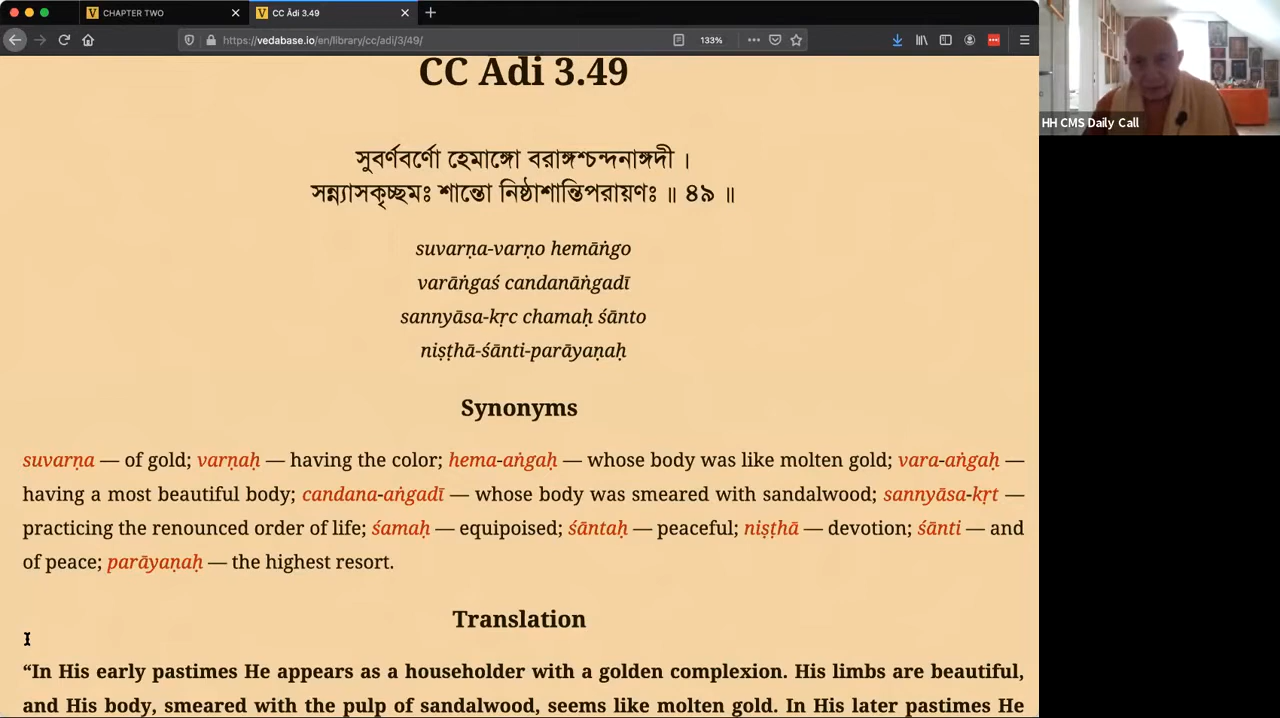 CHAPTER TWO
CC Ādi 3.49
https://vedabase.io/en/library/cc/adi/3/49/
133%
HH CMS Daily Call
CC Ādi 3.49
সুবর্ণবর্ণো হেমাঙ্গো বরাঙ্গশ্চন্দনাঙ্গদী ।
সন্ন্যাসকৃচ্ছমঃ শান্তো নিষ্ঠাশান্তিপরায়ণঃ ॥ ৪৯ ॥
suvarṇa-varṇo hemāṅgo
varāṅgaś candanāṅgadī
sannyāsa-kṛc chamaḥ śānto
niṣṭhā-śānti-parāyaṇaḥ
Synonyms
suvarṇa — of gold; varṇaḥ — having the color; hema-aṅgaḥ — whose body was like molten gold; vara-aṅgaḥ —
having a most beautiful body; candana-aṅgadī — whose body was smeared with sandalwood; sannyāsa-kṛt —
practicing the renounced order of life; śamaḥ — equipoised; śāntaḥ — peaceful; niṣṭhā — devotion; śānti — and
of peace; parāyaṇaḥ — the highest resort.
Translation
“In His early pastimes He appears as a householder with a golden complexion. His limbs are beautiful,
and His body, smeared with the pulp of sandalwood, seems like molten gold. In His later pastimes He